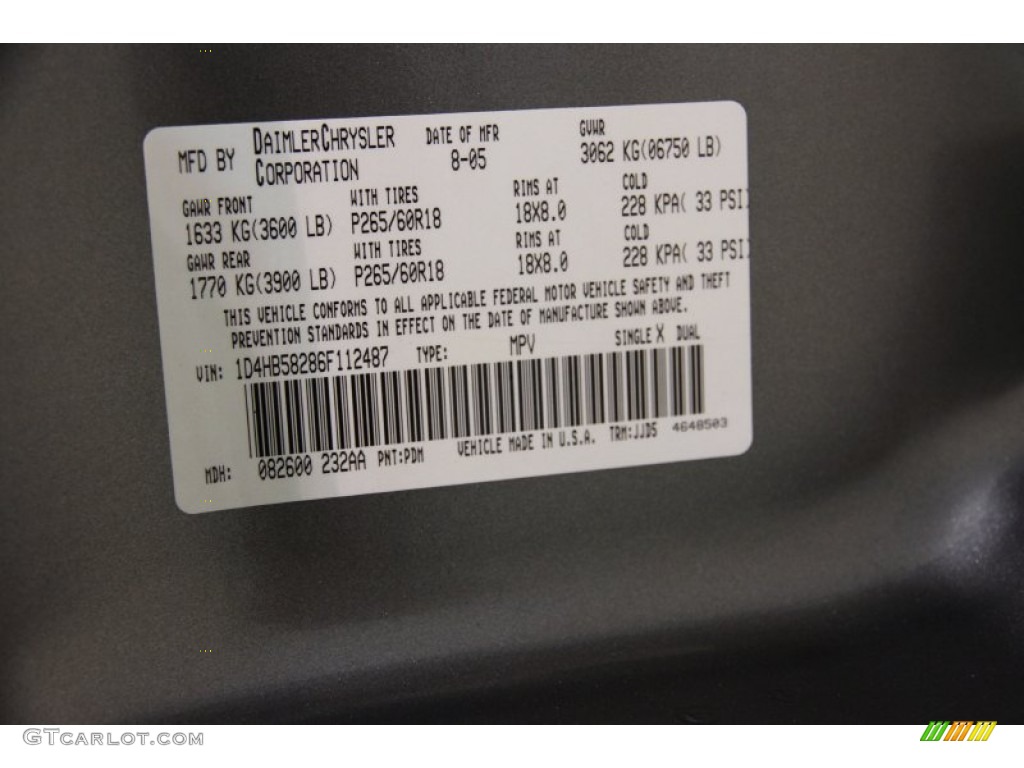 MFD BY DAIMLERCHRYSLER CORPORATION DATE OF MFR 8-05 GVWR 3062 KG(06750 LB)
GAWR FRONT WITH TIRES RIMS AT COLD
1633 KG(3600 LB) P265/60R18 18X8.0 228 KPA( 33 PSI)
GAWR REAR WITH TIRES RIMS AT COLD
1770 KG(3900 LB) P265/60R18 18X8.0 228 KPA( 33 PSI)
THIS VEHICLE CONFORMS TO ALL APPLICABLE FEDERAL MOTOR VEHICLE SAFETY AND THEFT
PREVENTION STANDARDS IN EFFECT ON THE DATE OF MANUFACTURE SHOWN ABOVE.
VIN: 1D4HB58286F112487 TYPE: MPV SINGLE X DUAL
MDH: 082600 232AA PNT:PDM VEHICLE MADE IN U.S.A. TRM:JJD5 4648503
GTCARLOT.COM